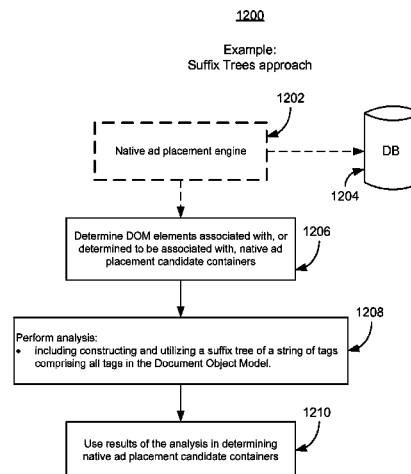 1200
Example:
Suffix Trees approach
1202
Native ad placement engine
DB
1204
Determine DOM elements associated with, or
determined to be associated with, native ad
placement candidate containers
1206
1208
Perform analysis:
• including constructing and utilizing a suffix tree of a string of tags
comprising all tags in the Document Object Model.
1210
Use results of the analysis in determining
native ad placement candidate containers